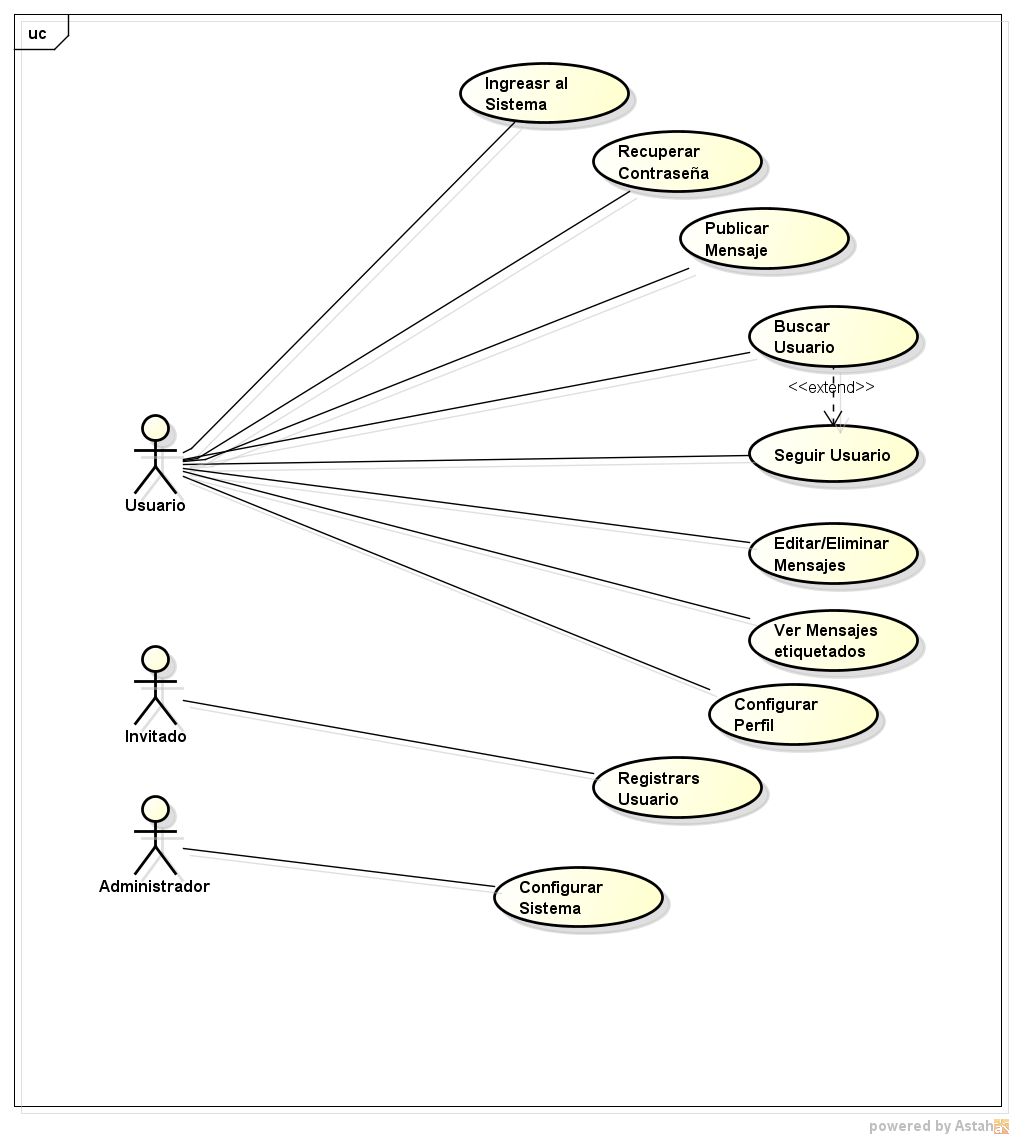 uc
Ingreasr al
Sistema
Recuperar
Contraseña
Publicar
Mensaje
Buscar
Usuario
<<extend>>
Seguir Usuario
Usuario
Editar/Eliminar
Mensajes
Ver Mensajes
etiquetados
Configurar
Perfil
Invitado
Registrars
Usuario
Administrador
Configurar
Sistema
powered by Astah